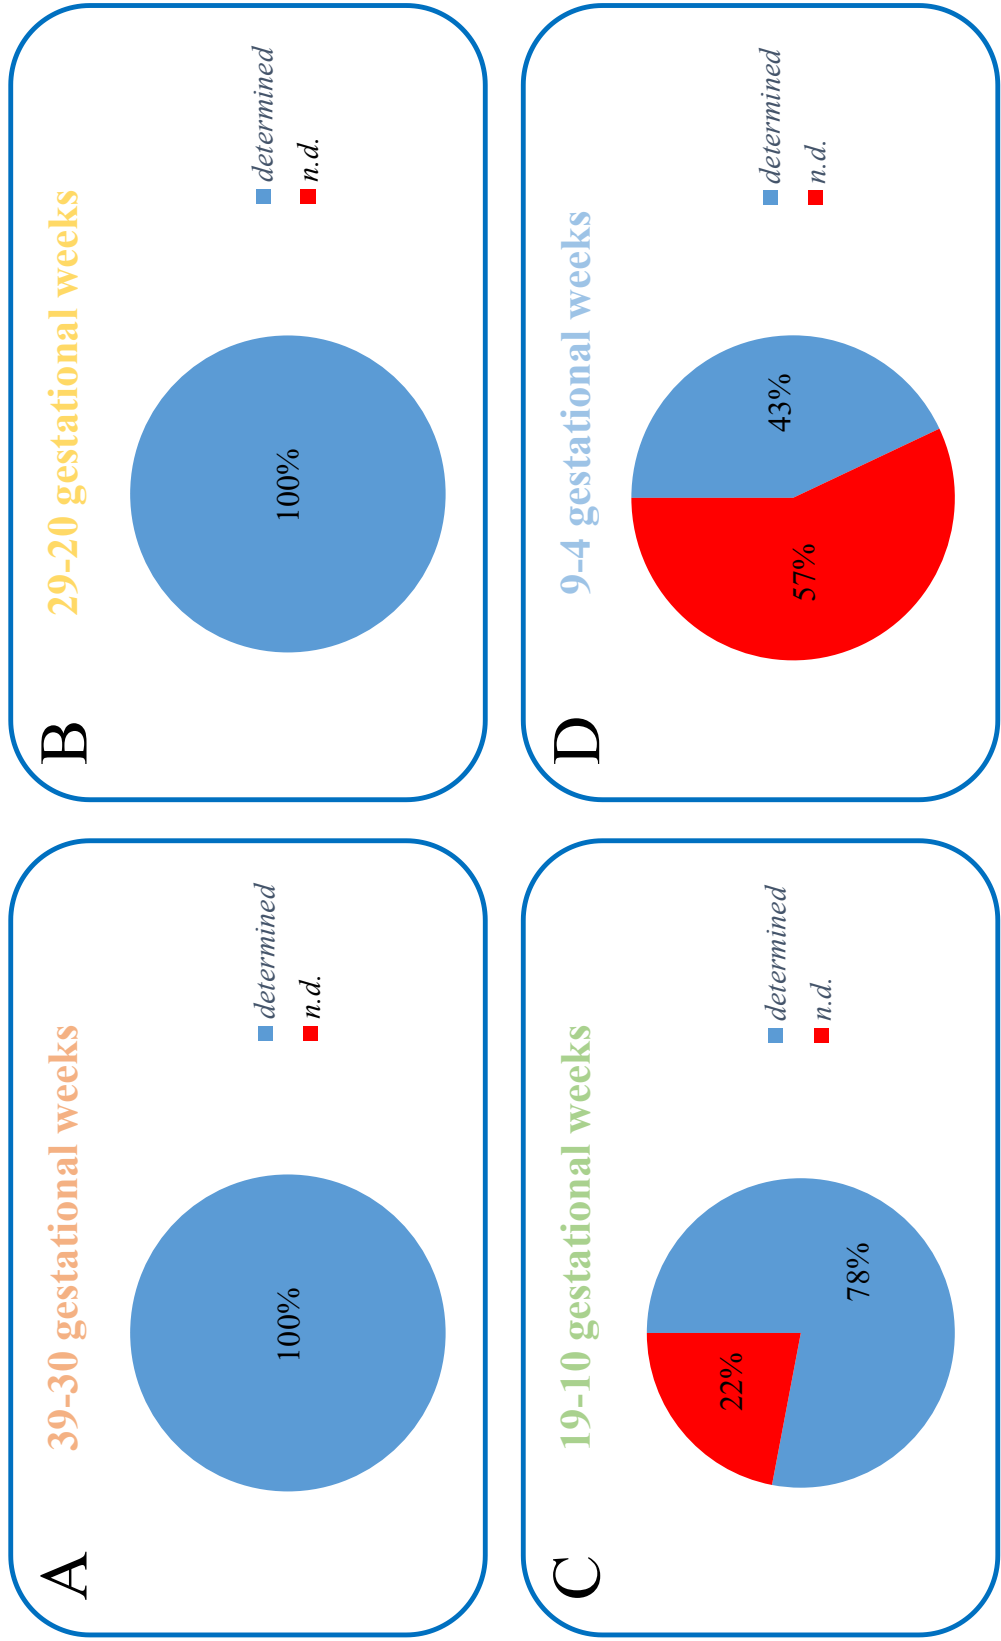 A
39-30 gestational weeks
100%
determined
n.d.
B
29-20 gestational weeks
100%
determined
n.d.
C
19-10 gestational weeks
22%
78%
determined
n.d.
D
9-4 gestational weeks
57%
43%
determined
n.d.